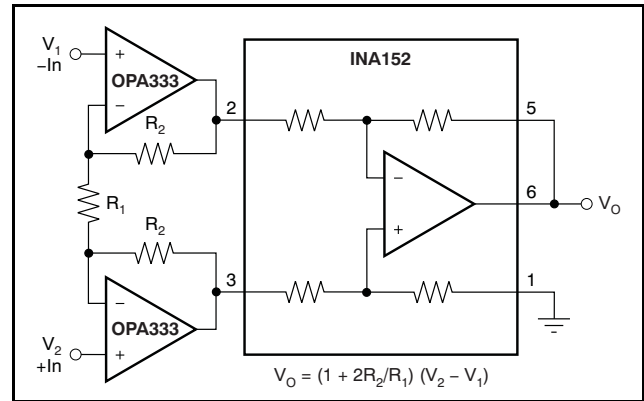 V1
−In
+
OPA333
−
R2
R1
R2
−
OPA333
+
V2
+In
INA152
2
5
−
+
6
VO
3
1
VO = (1 + 2R2/R1) (V2 − V1)